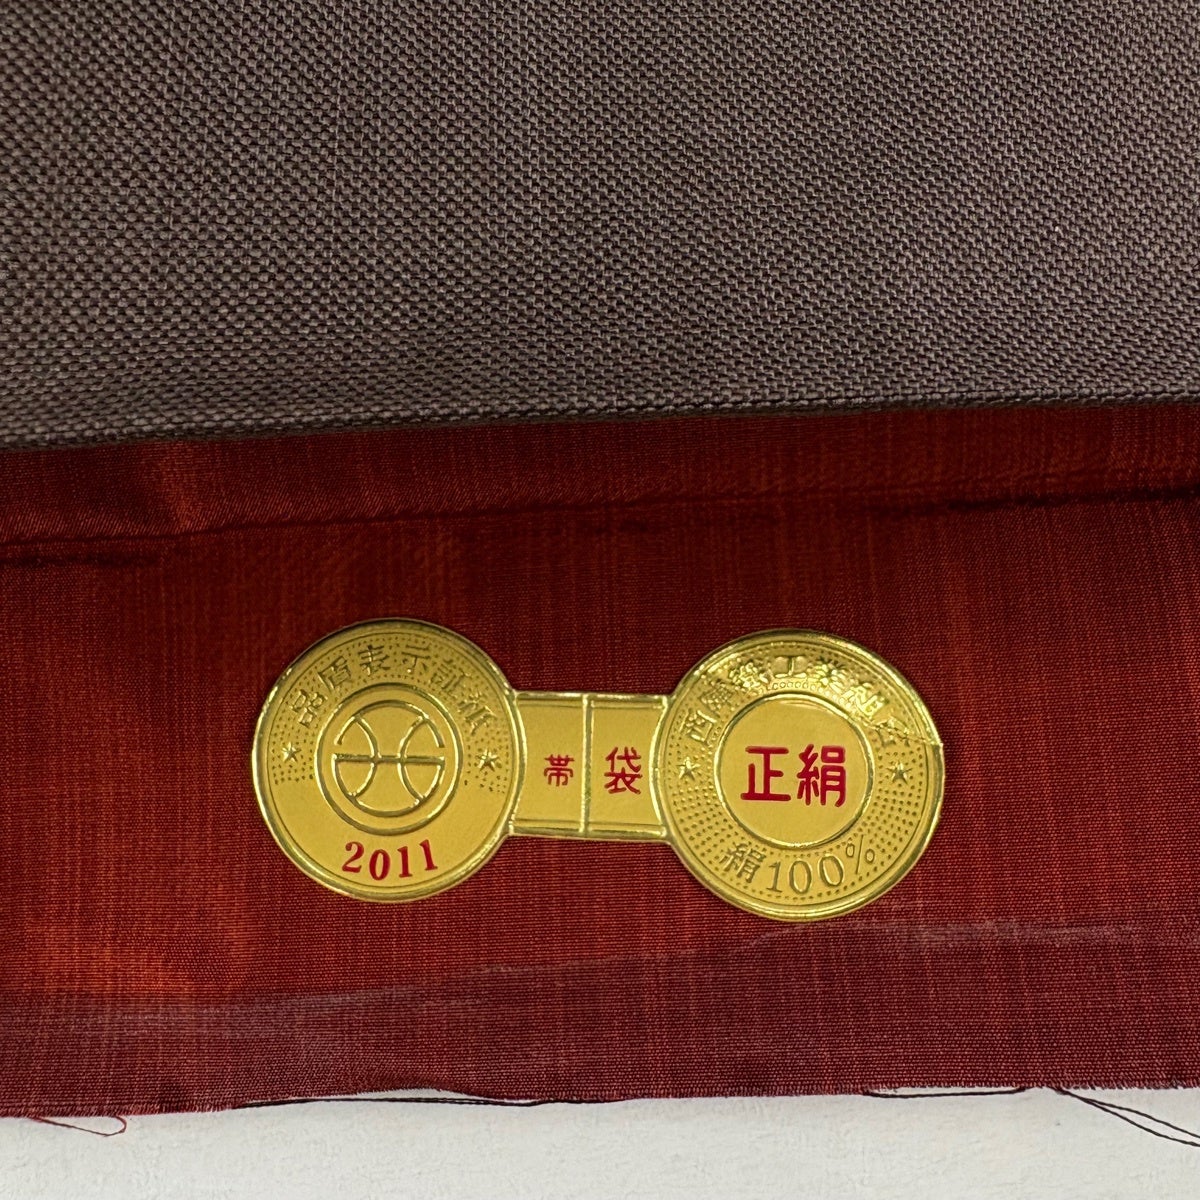 品質表示証紙
2011
帯
袋
西陣織工業組合
正絹
絹100%